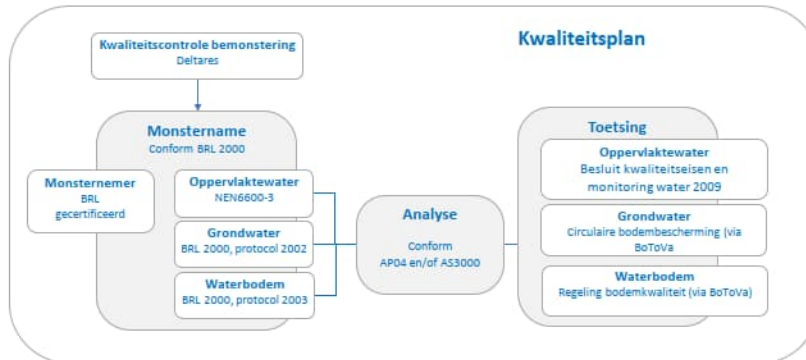 Kwaliteitsplan
Kwaliteitscontrole bemonstering
Deltares
Monstername
Conform BRL 2000
Monsternemer
BRL
gecertificeerd
Oppervlaktewater
NEN6600-3
Grondwater
BRL 2000, protocol 2002
Waterbodem
BRL 2000, protocol 2003
Analyse
Conform
AP04 en/of AS3000
Toetsing
Oppervlaktewater
Besluit kwaliteitseisen en
monitoring water 2009
Grondwater
Circulaire bodembescherming (via
BoToVa
Waterbodem
Regeling bodemkwaliteit (via BoToVa)